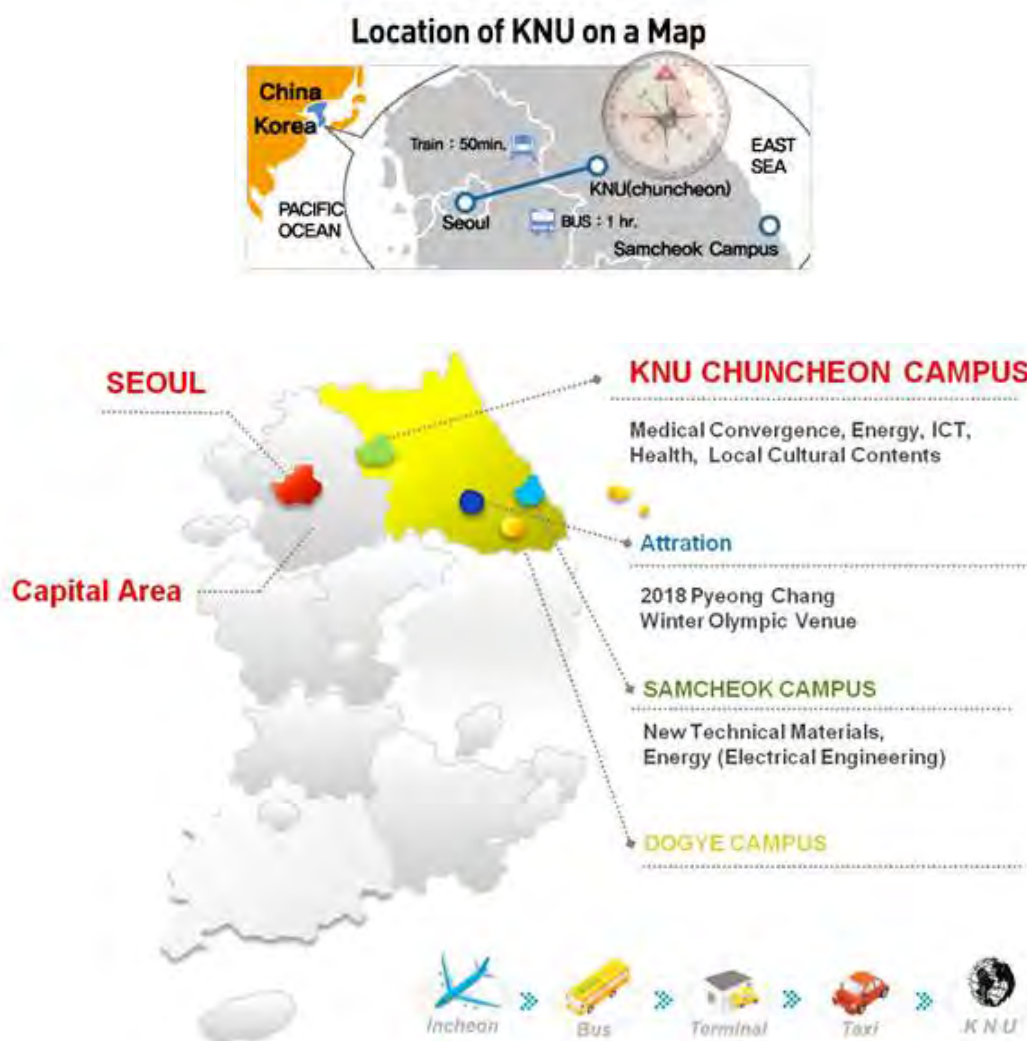 Location of KNU on a Map
China
Korea
Train : 50min.
EAST
SEA
KNU(chuncheon)
PACIFIC
OCEAN
Seoul
BUS : 1 hr.
Samcheok Campus
SEOUL
KNU CHUNCHEON CAMPUS
Medical Convergence, Energy, ICT,
Health, Local Cultural Contents
Attration
Capital Area
2018 Pyeong Chang
Winter Olympic Venue
SAMCHEOK CAMPUS
New Technical Materials,
Energy (Electrical Engineering)
DOGYE CAMPUS
Incheon
Bus
Terminal
Taxi
KNU